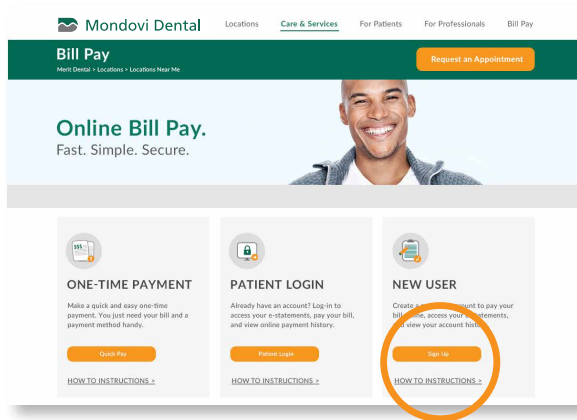 Mondovi Dental
Locations Care & Services For Patients For Professionals Bill Pay
Bill Pay
Merit Dental > Locations > Locations Near Me
Request an Appointment
Online Bill Pay.
Fast. Simple. Secure.
$$$
ONE-TIME PAYMENT
Make a quick and easy one-time
payment. You just need your bill and a
payment method handy.
Quick Pay
HOW TO INSTRUCTIONS >
PATIENT LOGIN
Already have an account? Log-in to
access your e-statements, pay your bill,
and view online payment history.
Patient Login
HOW TO INSTRUCTIONS >
NEW USER
Create a account to pay your
bill online, access your e-statements,
and view your account history.
Sign Up
HOW TO INSTRUCTIONS >